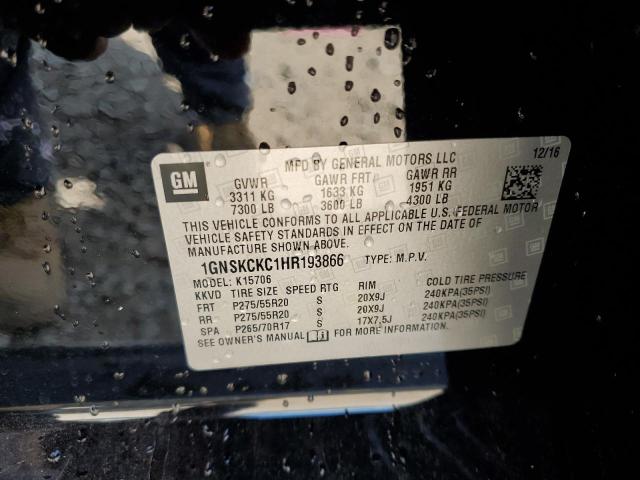 GM
MFD BY GENERAL MOTORS LLC
12/16
GVWR GAWR FRT GAWR RR
3311 KG 1633 KG 1951 KG
7300 LB 3600 LB 4300 LB
THIS VEHICLE CONFORMS TO ALL APPLICABLE U.S. FEDERAL MOTOR
VEHICLE SAFETY STANDARDS IN EFFECT ON THE DATE OF
MANUFACTURE SHOWN ABOVE.
1GNSKCKC1HR193866 TYPE: M.P.V.
MODEL: K15706
KKVD TIRE SIZE SPEED RTG RIM COLD TIRE PRESSURE
FRT P275/55R20 S 20X9J 240KPA(35PSI)
RR P275/55R20 S 20X9J 240KPA(35PSI)
SPA P265/70R17 S 17X7.5J 240KPA(35PSI)
SEE OWNER'S MANUAL FOR MORE INFORMATION